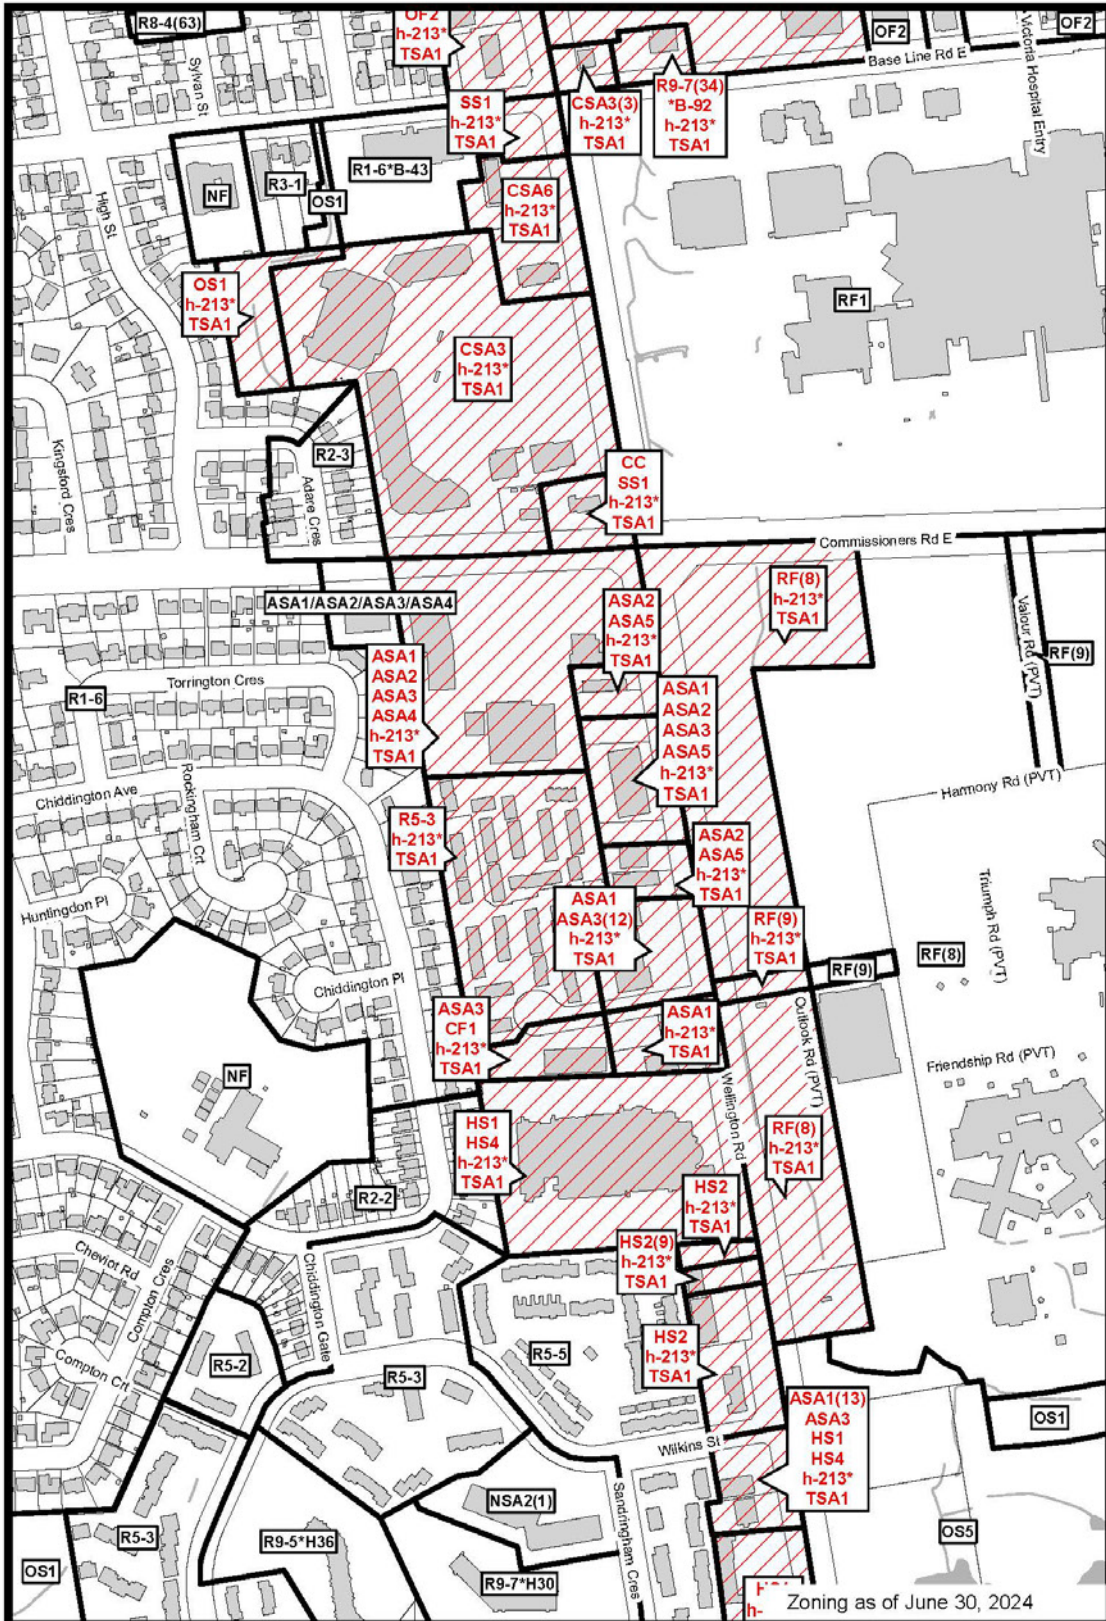 R8-4(63)
OF2
h-213*
TSA1
OF2
OF2
Base Line Rd E
Victoria Hospital Entry
Sylvan St
SS1
h-213*
TSA1
CSA3(3)
h-213*
TSA1
R9-7(34)
*B-92
h-213*
TSA1
R1-6*B-43
NF
R3-1
OS1
CSA6
h-213*
TSA1
High St
OS1
h-213*
TSA1
RF1
CSA3
h-213*
TSA1
Kingsford Cres
R2-3
Adare Cres
CC
SS1
h-213*
TSA1
Commissioners Rd E
ASA1/ASA2/ASA3/ASA4
RF(8)
h-213*
TSA1
ASA2
ASA5
h-213*
TSA1
Valour Rd (PVT)
RF(9)
ASA1
ASA2
ASA3
ASA4
h-213*
TSA1
R1-6
Torrington Cres
ASA1
ASA2
ASA3
ASA5
h-213*
TSA1
Chiddington Ave
Rockingham Crt
Harmony Rd (PVT)
R5-3
h-213*
TSA1
ASA2
ASA5
h-213*
TSA1
Huntingdon Pl
ASA1
ASA3(12)
h-213*
TSA1
Triumph Rd (PVT)
RF(9)
h-213*
TSA1
RF(9)
RF(8)
Chiddington Pl
ASA3
CF1
h-213*
TSA1
ASA1
h-213*
TSA1
Outlook Rd (PVT)
NF
Friendship Rd (PVT)
Wellington Rd
HS1
HS4
h-213*
TSA1
RF(8)
h-213*
TSA1
R2-2
HS2
h-213*
TSA1
HS2(9)
h-213*
TSA1
Cheviot Rd
Compton Cres
Chiddington Gate
Compton Crt
R5-2
R5-3
R5-5
HS2
h-213*
TSA1
ASA1(13)
ASA3
HS1
HS4
h-213*
TSA1
OS1
Wilkins St
NSA2(1)
Sandringham Cres
R5-3
R9-5*H36
OS5
OS1
R9-7*H30
h-
Zoning as of June 30, 2024